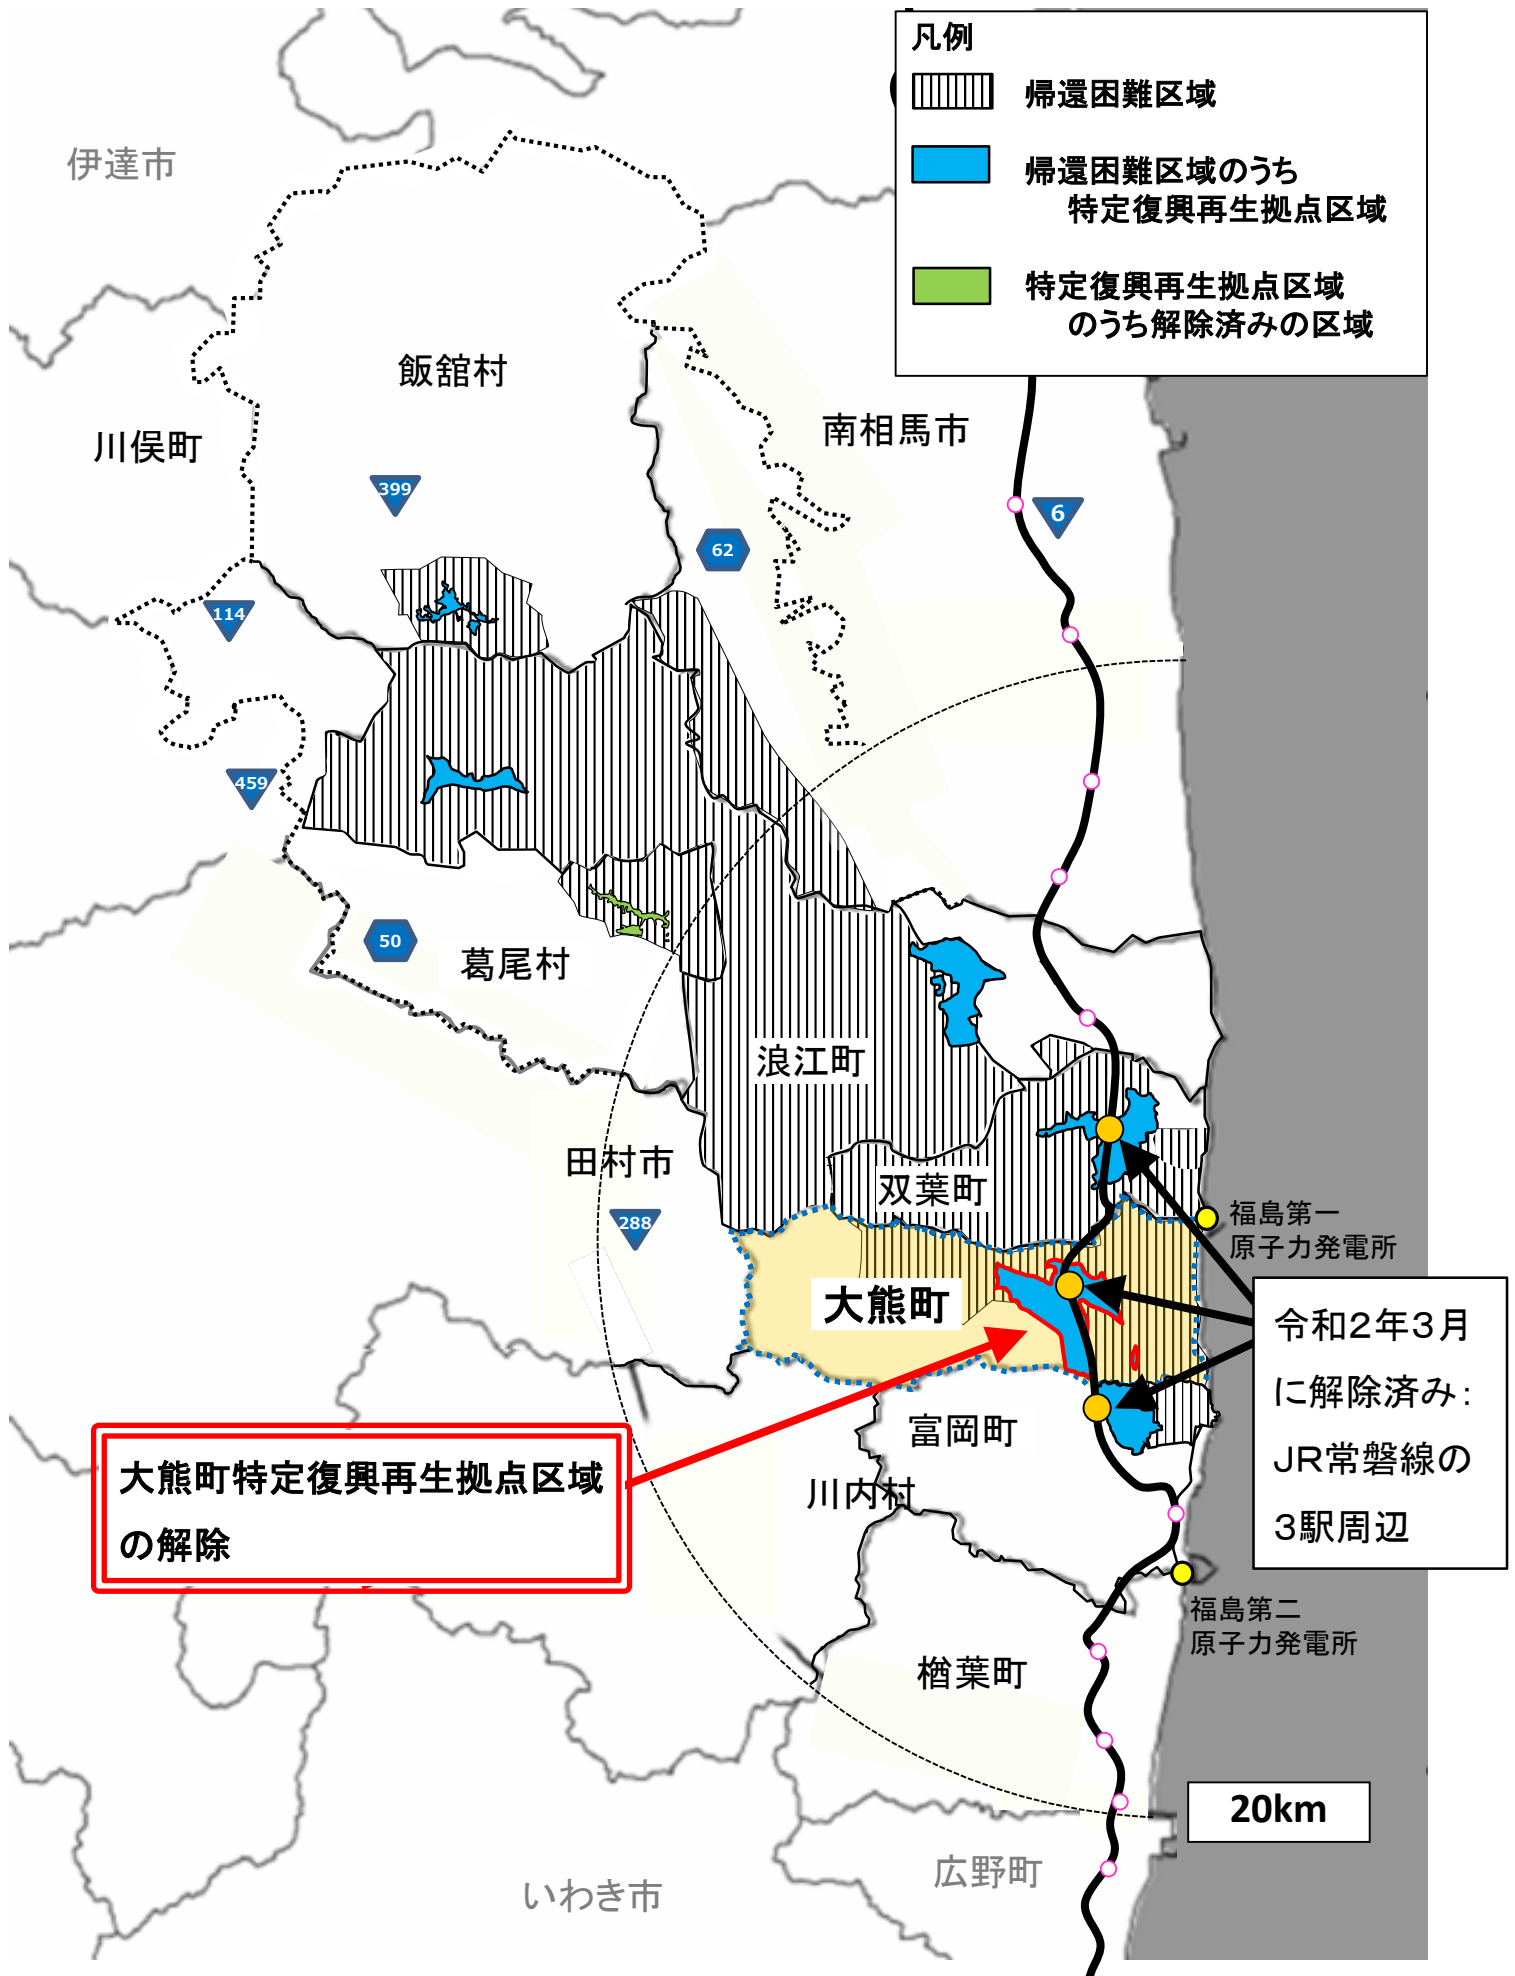 凡例
帰還困難区域
帰還困難区域のうち
特定復興再生拠点区域
特定復興再生拠点区域
のうち解除済みの区域
伊達市
飯舘村
川俣町
南相馬市
399
6
62
114
459
50
葛尾村
浪江町
田村市
双葉町
288
福島第一
原子力発電所
大熊町
令和2年3月
に解除済み:
JR常磐線の
3駅周辺
富岡町
大熊町特定復興再生拠点区域
の解除
川内村
福島第二
原子力発電所
楢葉町
20km
広野町
いわき市